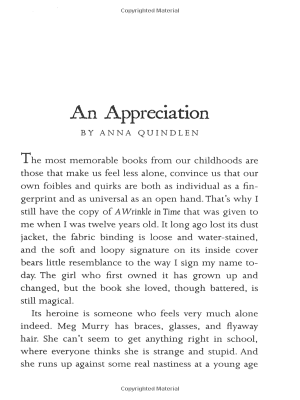 An Appreciation
BY ANNA QUINDLEN
The most memorable books from our childhoods are
those that make us feel less alone, convince us that our
own foibles and quirks are both as individual as a fin-
gerprint and as universal as an open hand. That's why I
still have the copy of A Wrinkle in Time that was given to
me when I was twelve years old. It long ago lost its dust
jacket, the fabric binding is loose and water-stained,
and the soft and loopy signature on its inside cover
bears little resemblance to the way I sign my name to-
day. The girl who first owned it has grown up and
changed, but the book she loved, though battered, is
still magical.
Its heroine is someone who feels very much alone
indeed. Meg Murry has braces, glasses, and flyaway
hair. She can't seem to get anything right in school,
where everyone thinks she is strange and stupid. And
she runs up against some real nastiness at a young age